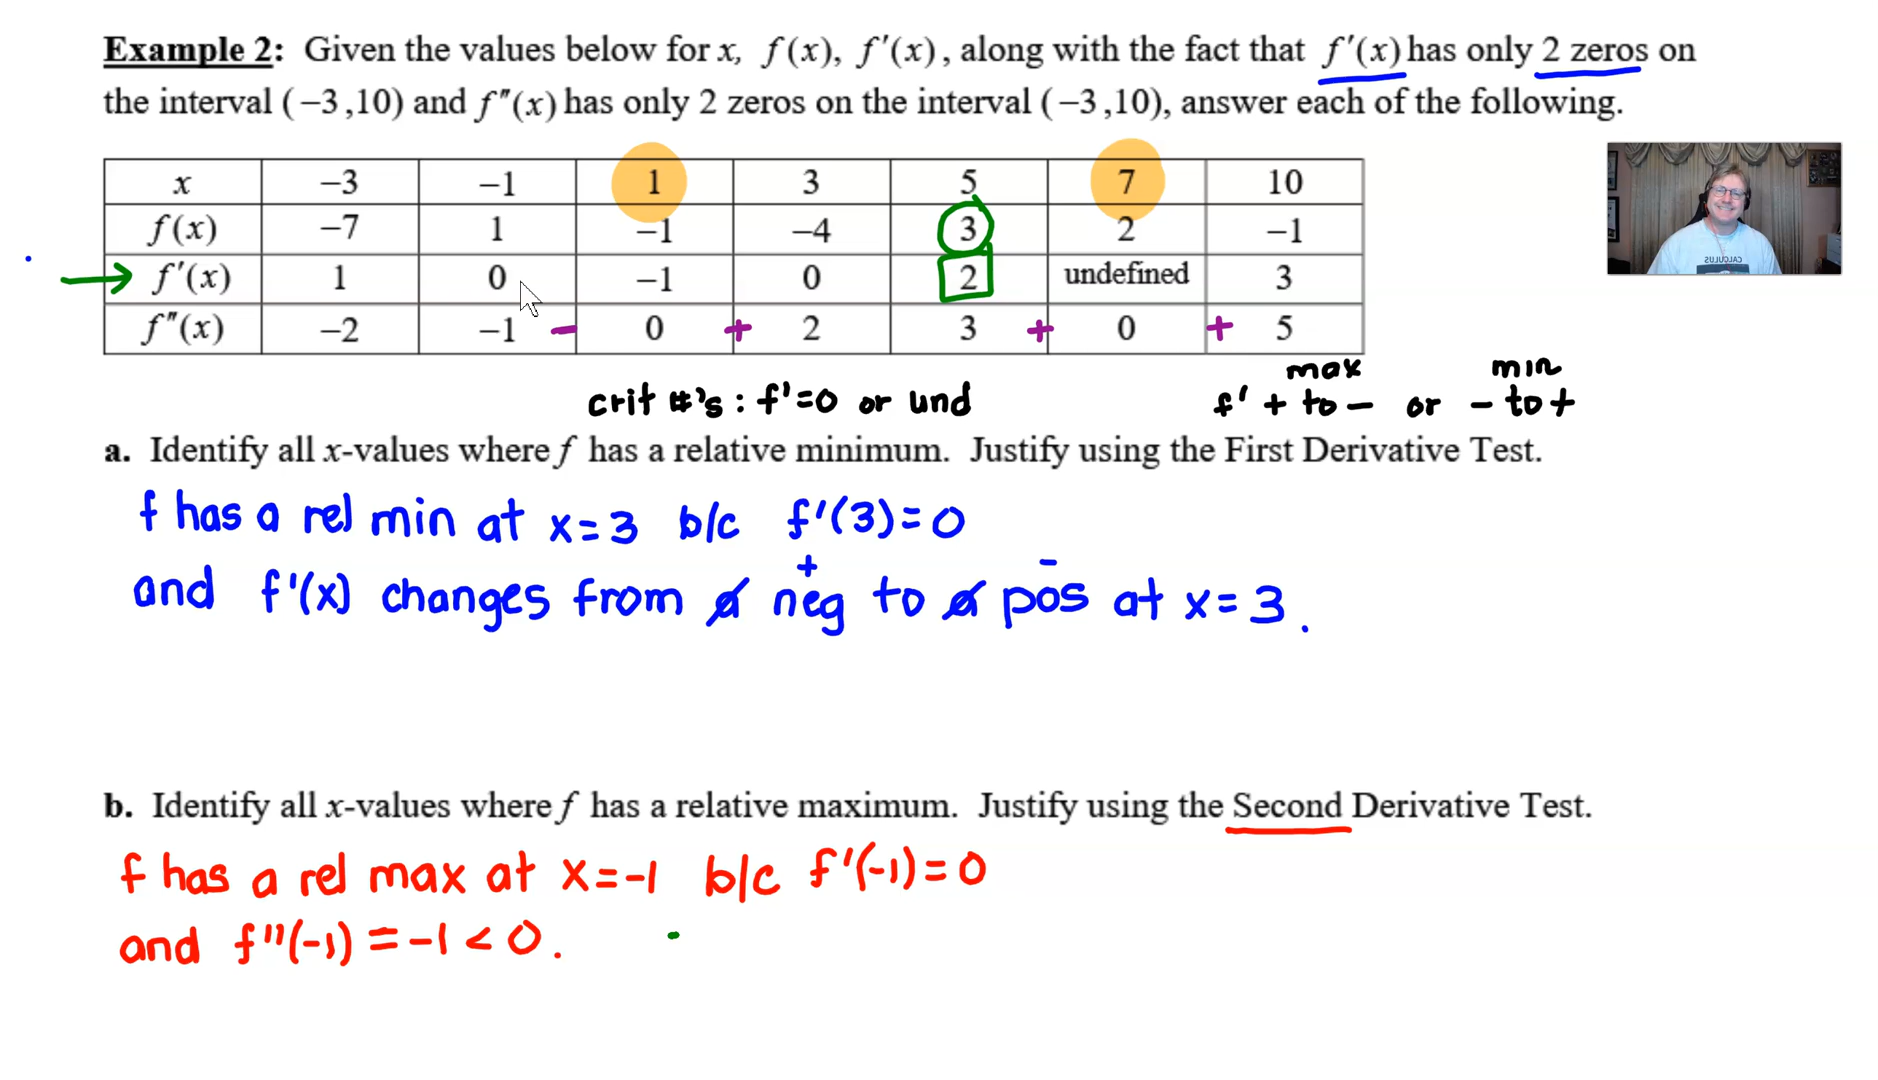 Example 2: Given the values below for x, f(x), f′(x), along with the fact that f′(x) has only 2 zeros on
the interval (−3,10) and f″(x) has only 2 zeros on the interval (−3,10), answer each of the following.
x −3 −1 1 3 5 7 10
f(x) −7 1 −1 −4 3 2 −1
→ f′(x) 1 0 −1 0 2 undefined 3
f″(x) −2 −1 − 0 + 2 3 + 0 + 5
max min
crit #'s : f'=0 or und f' + to − or − to +
a. Identify all x-values where f has a relative minimum. Justify using the First Derivative Test.
f has a rel min at x=3 b/c f'(3)=0
+ −
and f'(x) changes from a neg to a pos at x=3.
b. Identify all x-values where f has a relative maximum. Justify using the Second Derivative Test.
f has a rel max at x=-1 b/c f'(-1)=0
and f''(-1)=-1<0.
CALCULUS